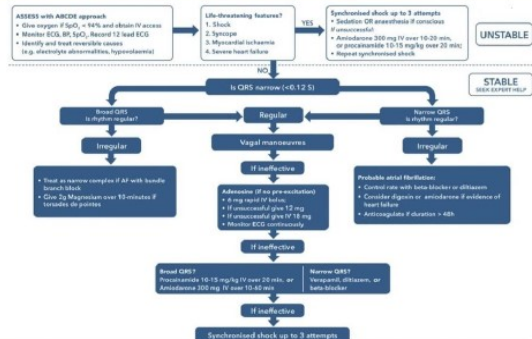 ASSESS with ABCDE approach
• Give oxygen if SpO₂ < 94% and obtain IV access
• Monitor ECG, BP, SpO₂, Record 12 lead ECG
• Identify and treat reversible causes
(e.g. electrolyte abnormalities, hypovolaemia)
Life-threatening features?
1. Shock
2. Syncope
3. Myocardial ischaemia
4. Severe heart failure
YES
Synchronised shock up to 3 attempts
• Sedation OR anaesthesia if conscious
If unsuccessful:
• Amiodarone 300 mg IV over 10-20 min,
or procainamide 10-15 mg/kg over 20 min;
• Repeat synchronised shock
UNSTABLE
NO
STABLE
SEEK EXPERT HELP
Is QRS narrow (<0.12 S)
Broad QRS
Is rhythm regular?
Regular
Narrow QRS
Is rhythm regular?
Irregular
Vagal manoeuvres
Irregular
If ineffective
• Treat as narrow complex if AF with bundle
branch block
• Give 2g Magnesium over 10-minutes if
torsades de pointes
Adenosine (if no pre-excitation)
• 6 mg rapid IV bolus;
• If unsuccessful give 12 mg
• If unsuccessful give IV 18 mg
• Monitor ECG continuously
Probable atrial fibrillation:
• Control rate with beta-blocker or diltiazem
• Consider digoxin or amiodarone if evidence of
heart failure
• Anticoagulate if duration > 48h
If ineffective
Broad QRS?
Procainamide 10-15 mg/kg IV over 20 min, or
Amiodarone 300 mg IV over 10-60 min
Narrow QRS?
Verapamil, diltiazem, or
beta-blocker
If ineffective
Synchronised shock up to 3 attempts